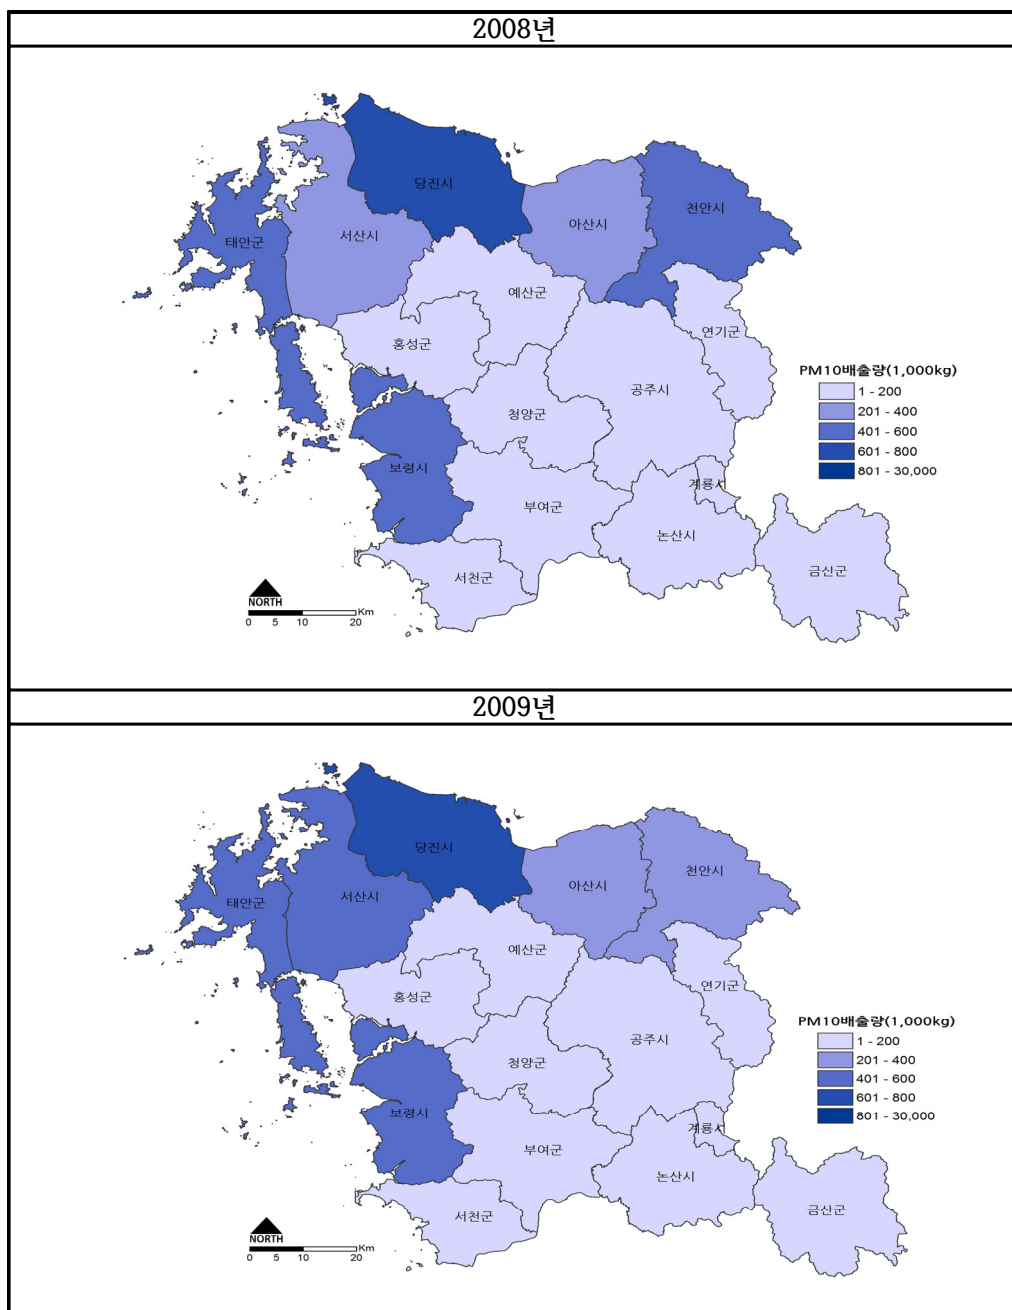 2008년
당진시
천안시
아산시
서산시
태안군
예산군
연기군
홍성군
PM10배출량(1,000kg)
1 - 200
201 - 400
401 - 600
601 - 800
801 - 30,000
공주시
청양군
보령시
계룡시
부여군
논산시
금산군
서천군
NORTH
Km
0 5 10 20
2009년
당진시
천안시
아산시
서산시
태안군
예산군
연기군
홍성군
PM10배출량(1,000kg)
1 - 200
201 - 400
401 - 600
601 - 800
801 - 30,000
공주시
청양군
보령시
계룡시
부여군
논산시
금산군
서천군
NORTH
Km
0 5 10 20